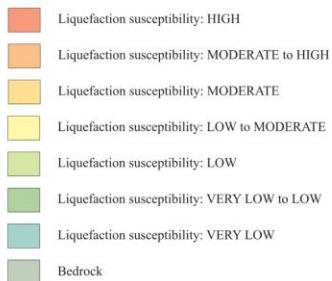 Liquefaction susceptibility: HIGH
Liquefaction susceptibility: MODERATE to HIGH
Liquefaction susceptibility: MODERATE
Liquefaction susceptibility: LOW to MODERATE
Liquefaction susceptibility: LOW
Liquefaction susceptibility: VERY LOW to LOW
Liquefaction susceptibility: VERY LOW
Bedrock